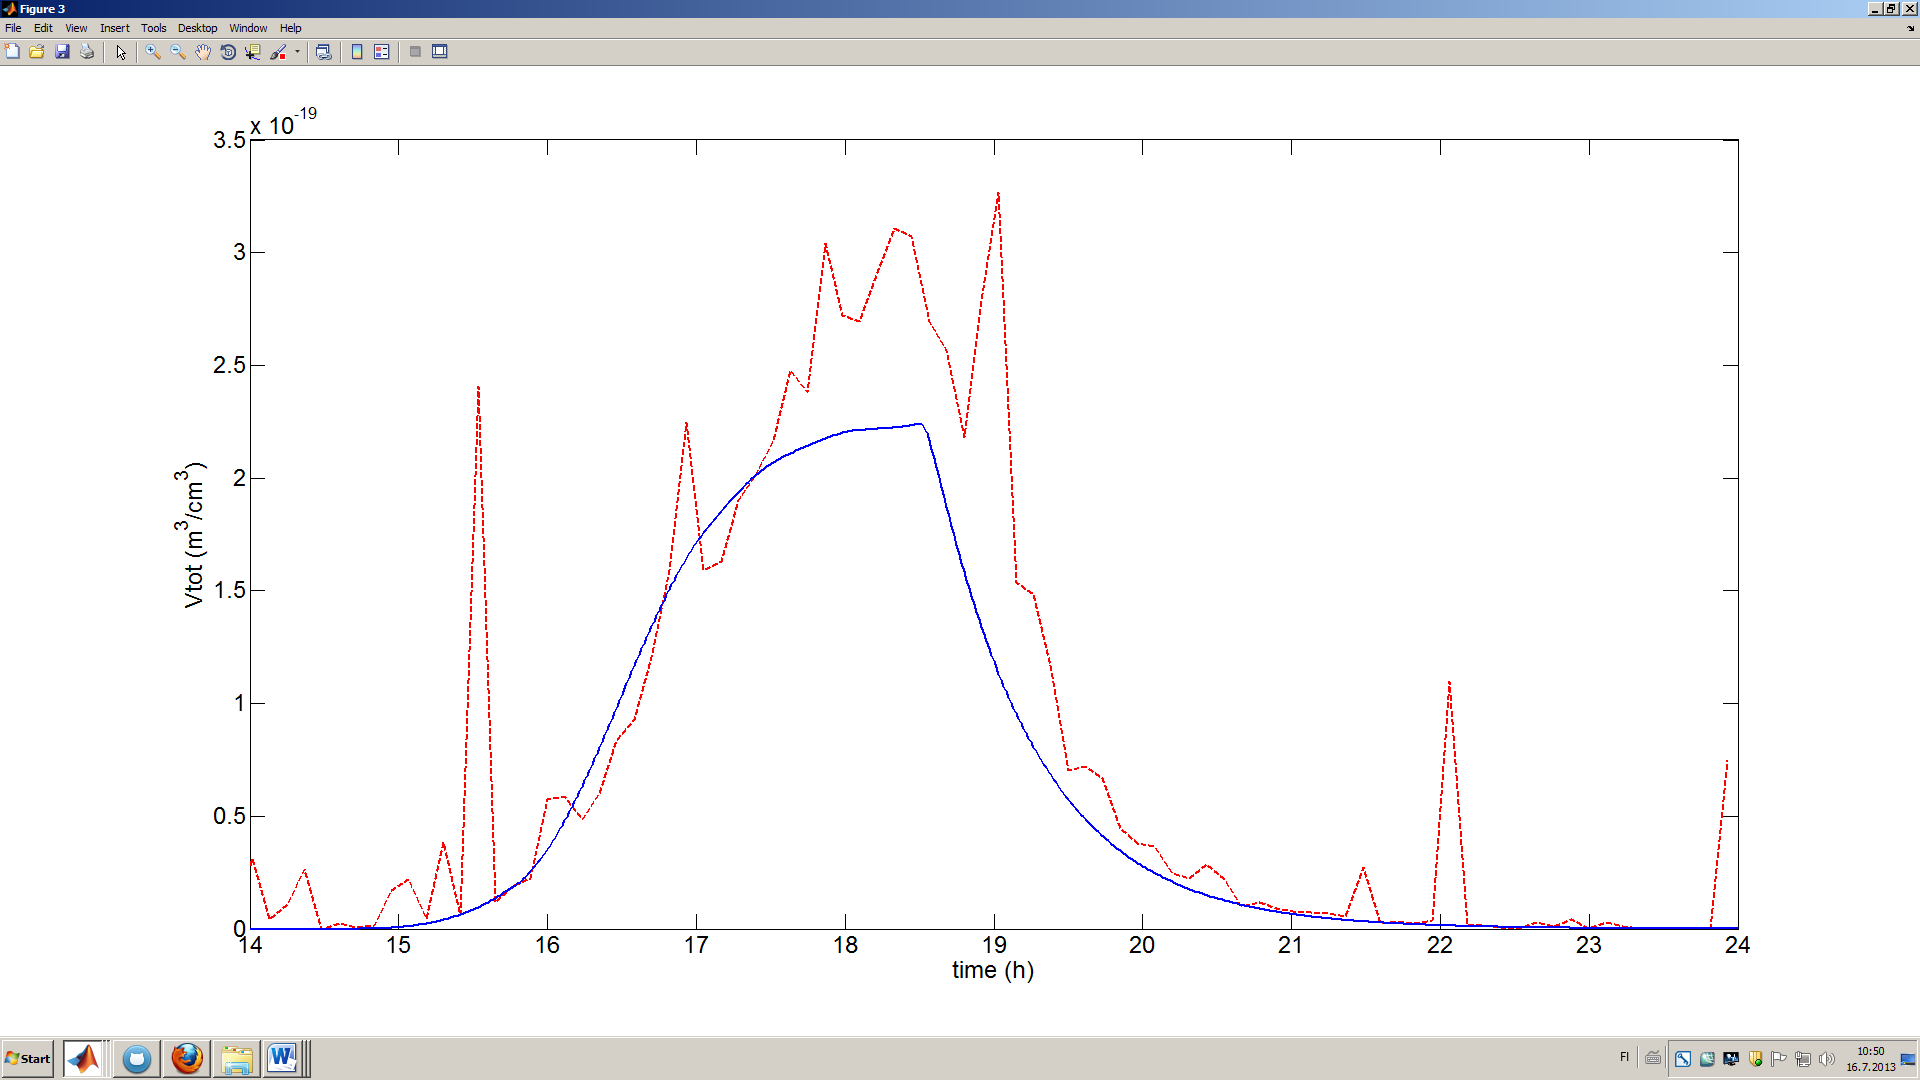 Figure 3
File Edit View Insert Tools Desktop Window Help
x 10^-19
3.5
3
2.5
2
1.5
1
0.5
0
Vtot (m^3/cm^3)
14 15 16 17 18 19 20 21 22 23 24
time (h)
Start
FI
10:50
16.7.2013